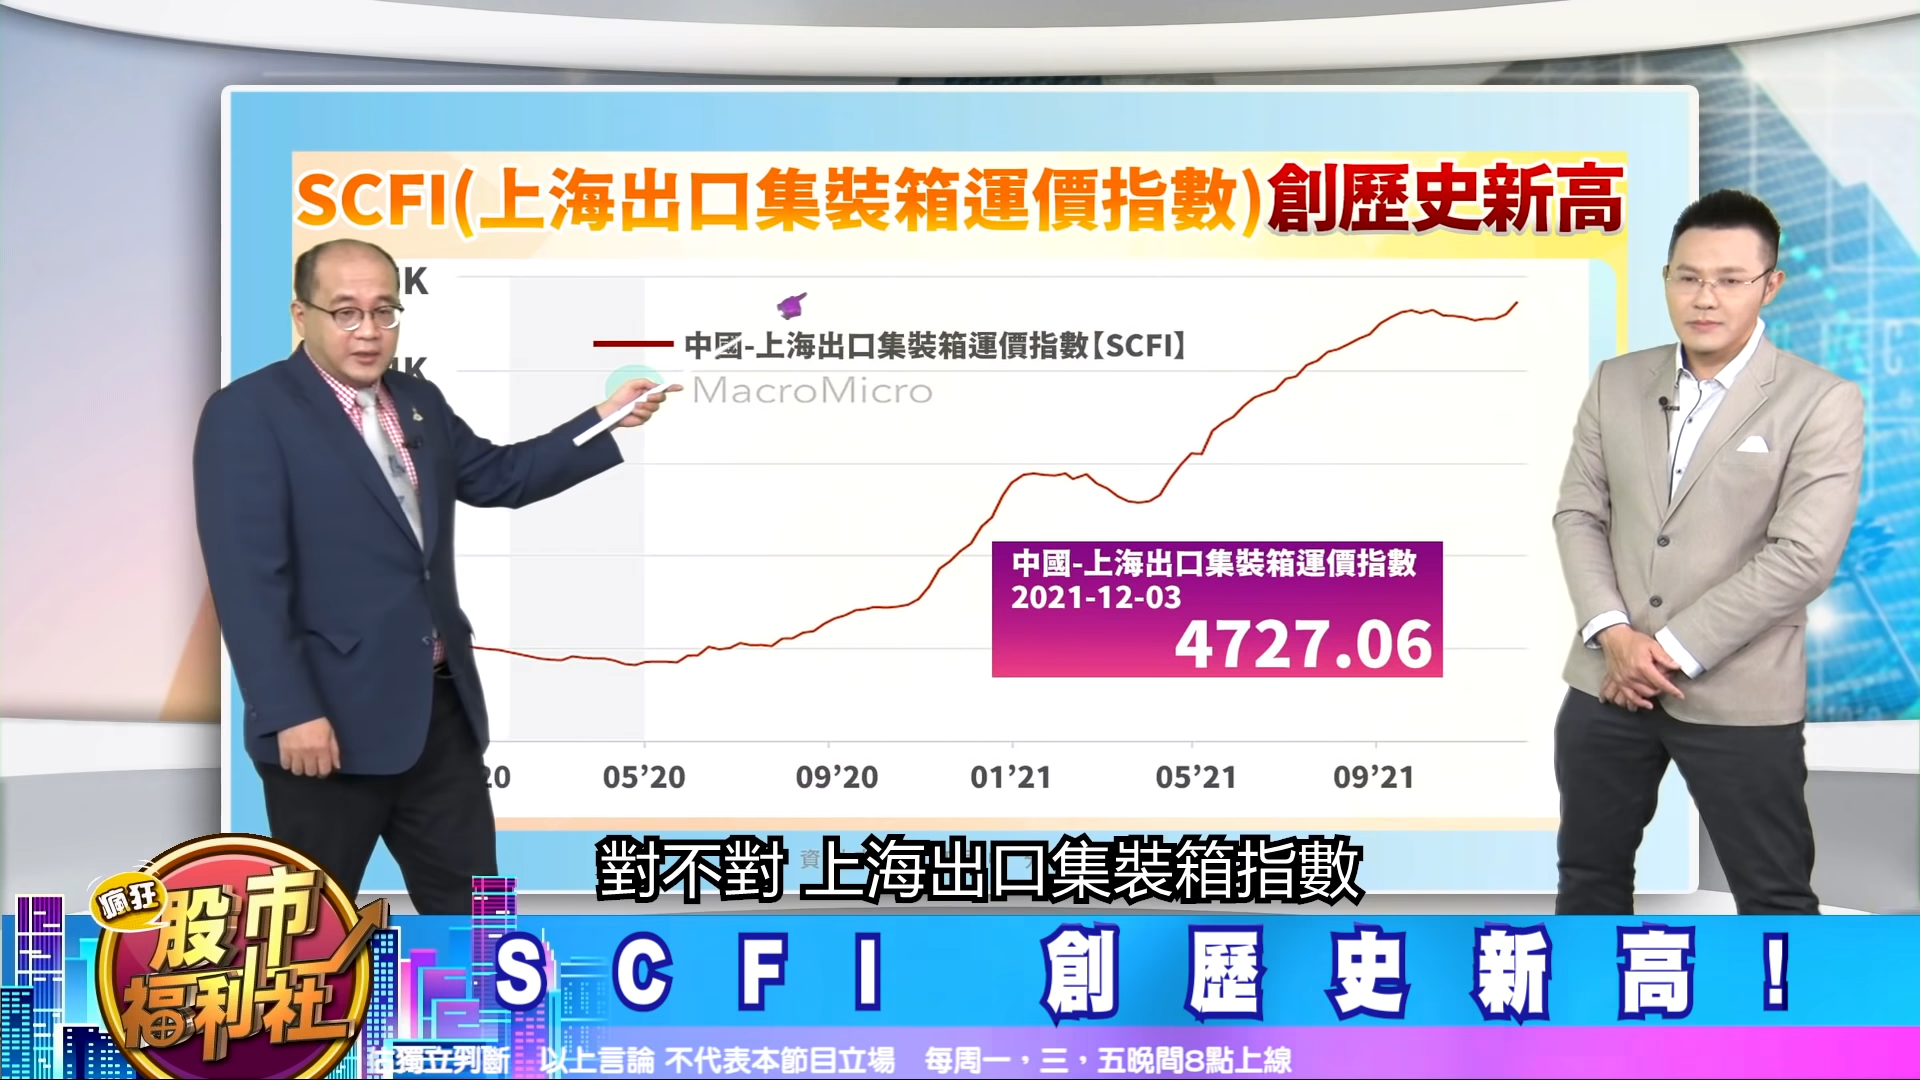 SCFI(上海出口集裝箱運價指數)創歷史新高
K
1K
中國-上海出口集裝箱運價指數【SCFI】
MacroMicro
中國-上海出口集裝箱運價指數
2021-12-03
4727.06
20 05’20 09’20 01’21 05’21 09’21
資
對不對 上海出口集裝箱指數
瘋狂
股市
福利社
SCFI 創歷史新高!
獨立判斷 以上言論 不代表本節目立場 每周一，三，五晚間8點上線